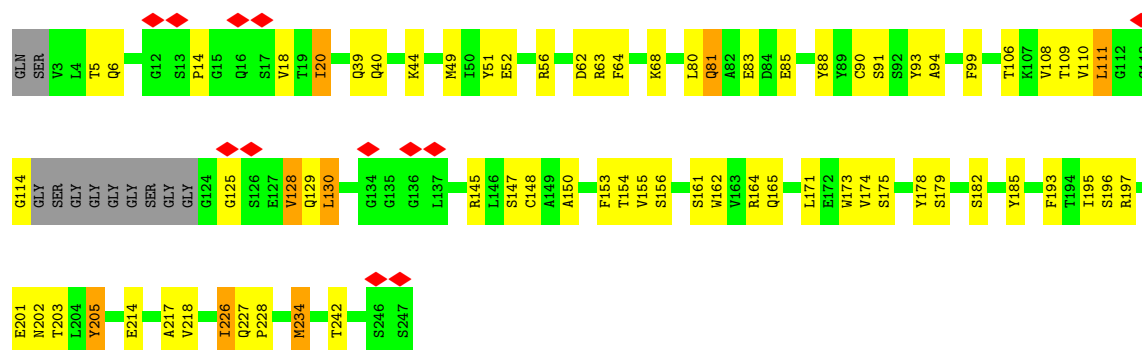 GLN SER V3 L4 T5 Q6 G12 S13 P14 G15 Q16 S17 V18 T19 I20 Q39 Q40 K44 M49 I50 Y51 E52 R56 D62 R63 F64 K68 L80 Q81 A82 E83 D84 E85 Y88 Y89 C90 S91 S92 Y93 A94 F99 T106 K107 V108 T109 V110 L111 G112
G114 GLY SER GLY GLY GLY GLY SER GLY GLY G124 G125 S126 E127 V128 Q129 L130 G134 G135 G136 L137 R145 L146 S147 C148 A149 A150 F153 T154 V155 S156 S161 W162 V163 R164 Q165 L171 E172 W173 V174 S175 Y178 S179 S182 Y185 F193 T194 I195 S196 R197
E201 N202 T203 L204 Y205 E214 A217 V218 I226 Q227 P228 M234 T242 S246 S247